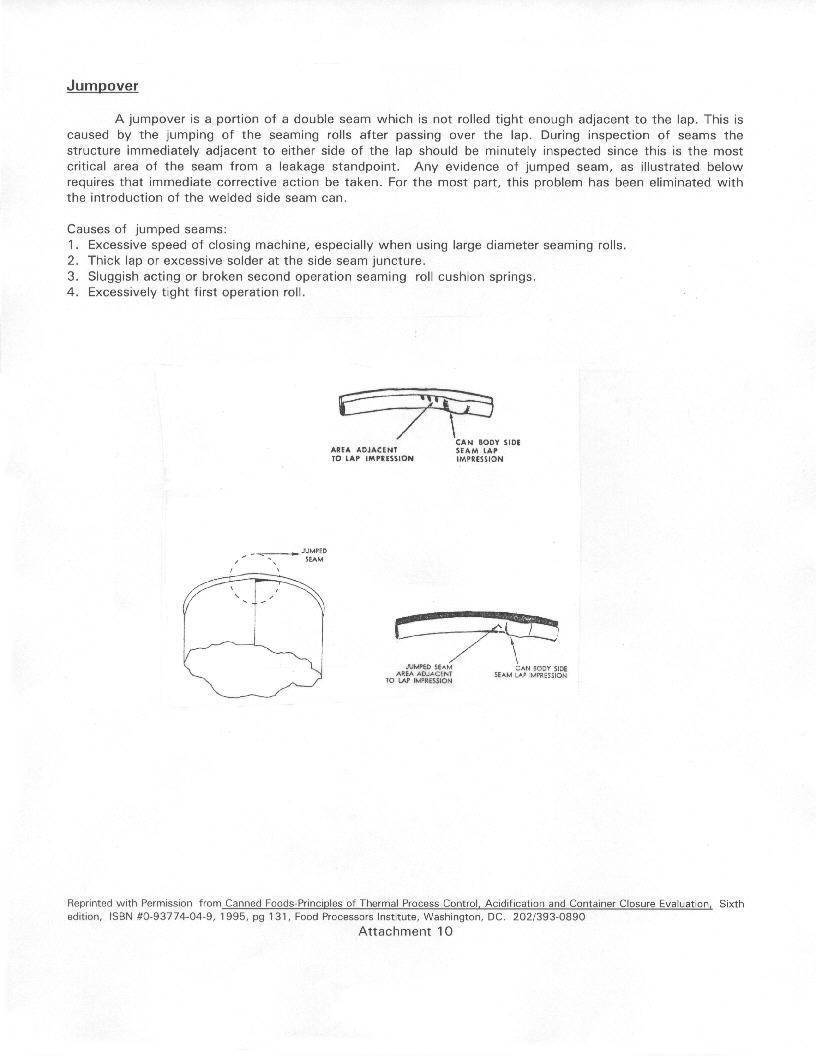 Jumpover
A jumpover is a portion of a double seam which is not rolled tight enough adjacent to the lap. This is
caused by the jumping of the seaming rolls after passing over the lap. During inspection of seams the
structure immediately adjacent to either side of the lap should be minutely inspected since this is the most
critical area of the seam from a leakage standpoint. Any evidence of jumped seam, as illustrated below
requires that immediate corrective action be taken. For the most part, this problem has been eliminated with
the introduction of the welded side seam can.
Causes of jumped seams:
1. Excessive speed of closing machine, especially when using large diameter seaming rolls.
2. Thick lap or excessive solder at the side seam juncture.
3. Sluggish acting or broken second operation seaming roll cushion springs.
4. Excessively tight first operation roll.
AREA ADJACENT
TO LAP IMPRESSION
CAN BODY SIDE
SEAM LAP
IMPRESSION
JUMPED
SEAM
JUMPED SEAM
AREA ADJACENT
TO LAP IMPRESSION
CAN BODY SIDE
SEAM LAP IMPRESSION
Reprinted with Permission from Canned Foods-Principles of Thermal Process Control, Acidification and Container Closure Evaluation, Sixth
edition, ISBN #0-93774-04-9, 1995, pg 131, Food Processors Institute, Washington, DC. 202/393-0890
Attachment 10